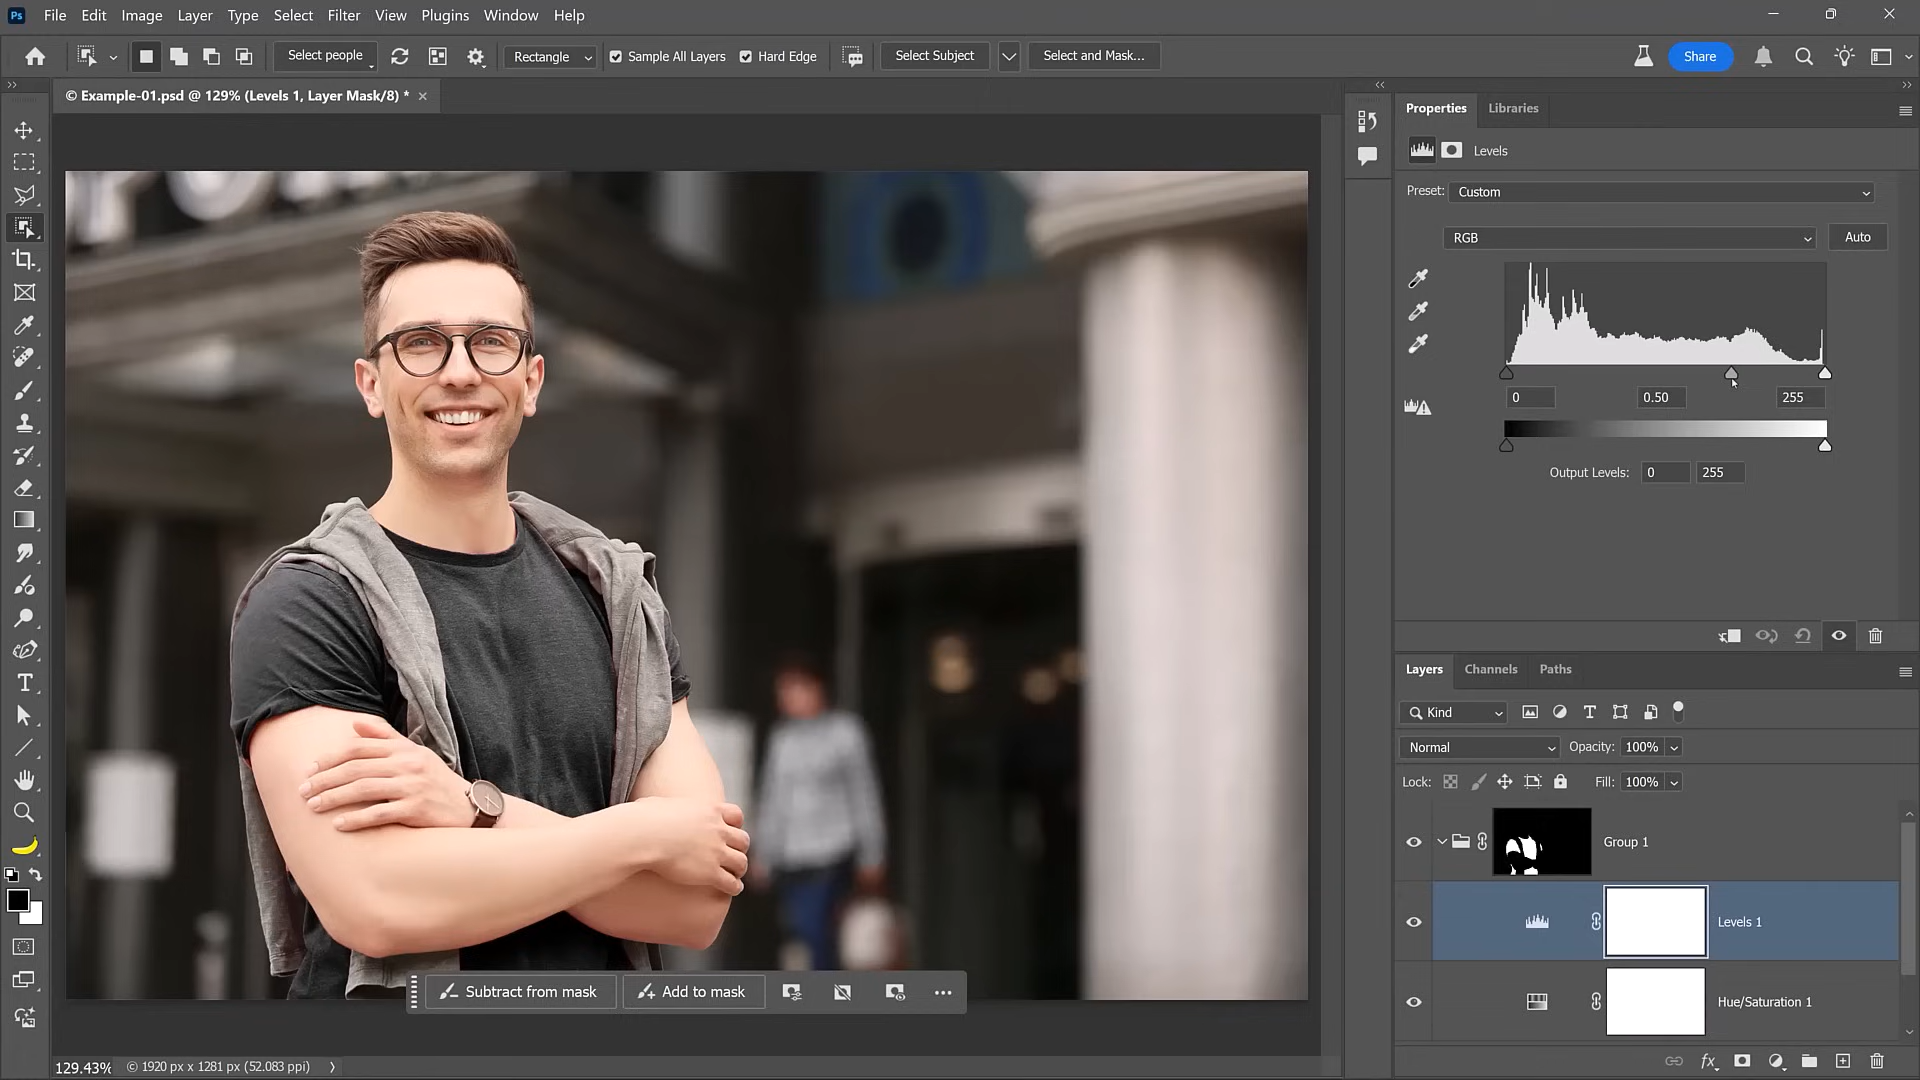 Ps File Edit Image Layer Type Select Filter View Plugins Window Help
Select people Rectangle Sample All Layers Hard Edge Select Subject Select and Mask... Share
© Example-01.psd @ 129% (Levels 1, Layer Mask/8) *
Properties Libraries
Levels
Preset: Custom
RGB Auto
0 0.50 255
Output Levels: 0 255
Layers Channels Paths
Kind
Normal Opacity: 100%
Lock: Fill: 100%
Group 1
Levels 1
Hue/Saturation 1
Subtract from mask Add to mask
129.43% © 1920 px x 1281 px (52.083 ppi)